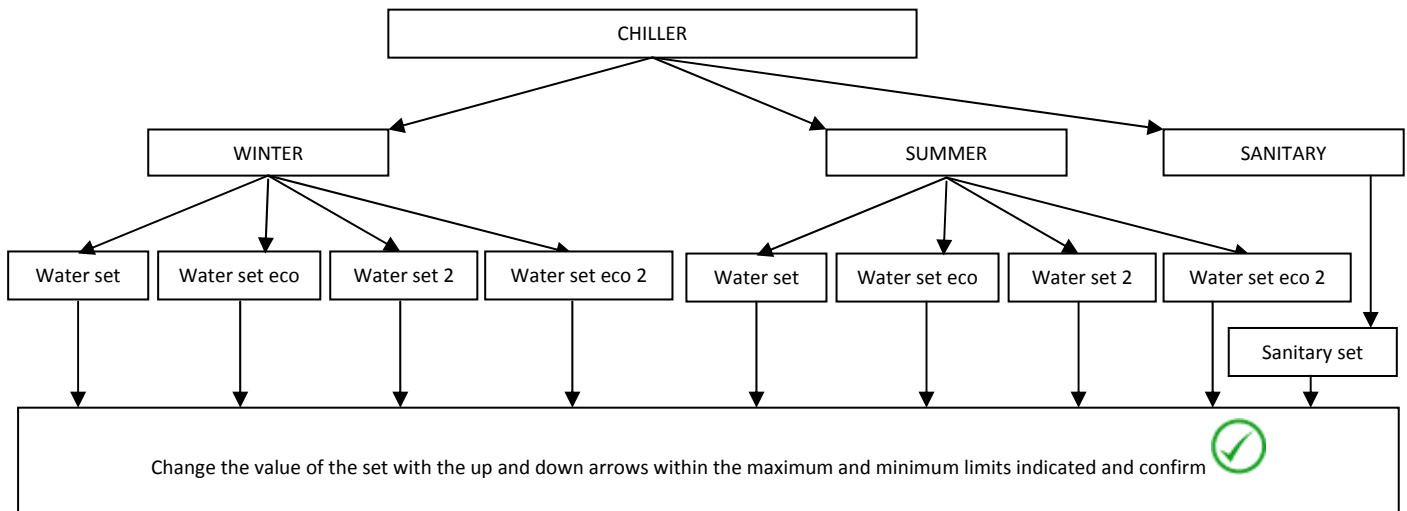 CHILLER
WINTER
SUMMER
SANITARY
Water set
Water set eco
Water set 2
Water set eco 2
Water set
Water set eco
Water set 2
Water set eco 2
Sanitary set
Change the value of the set with the up and down arrows within the maximum and minimum limits indicated and confirm